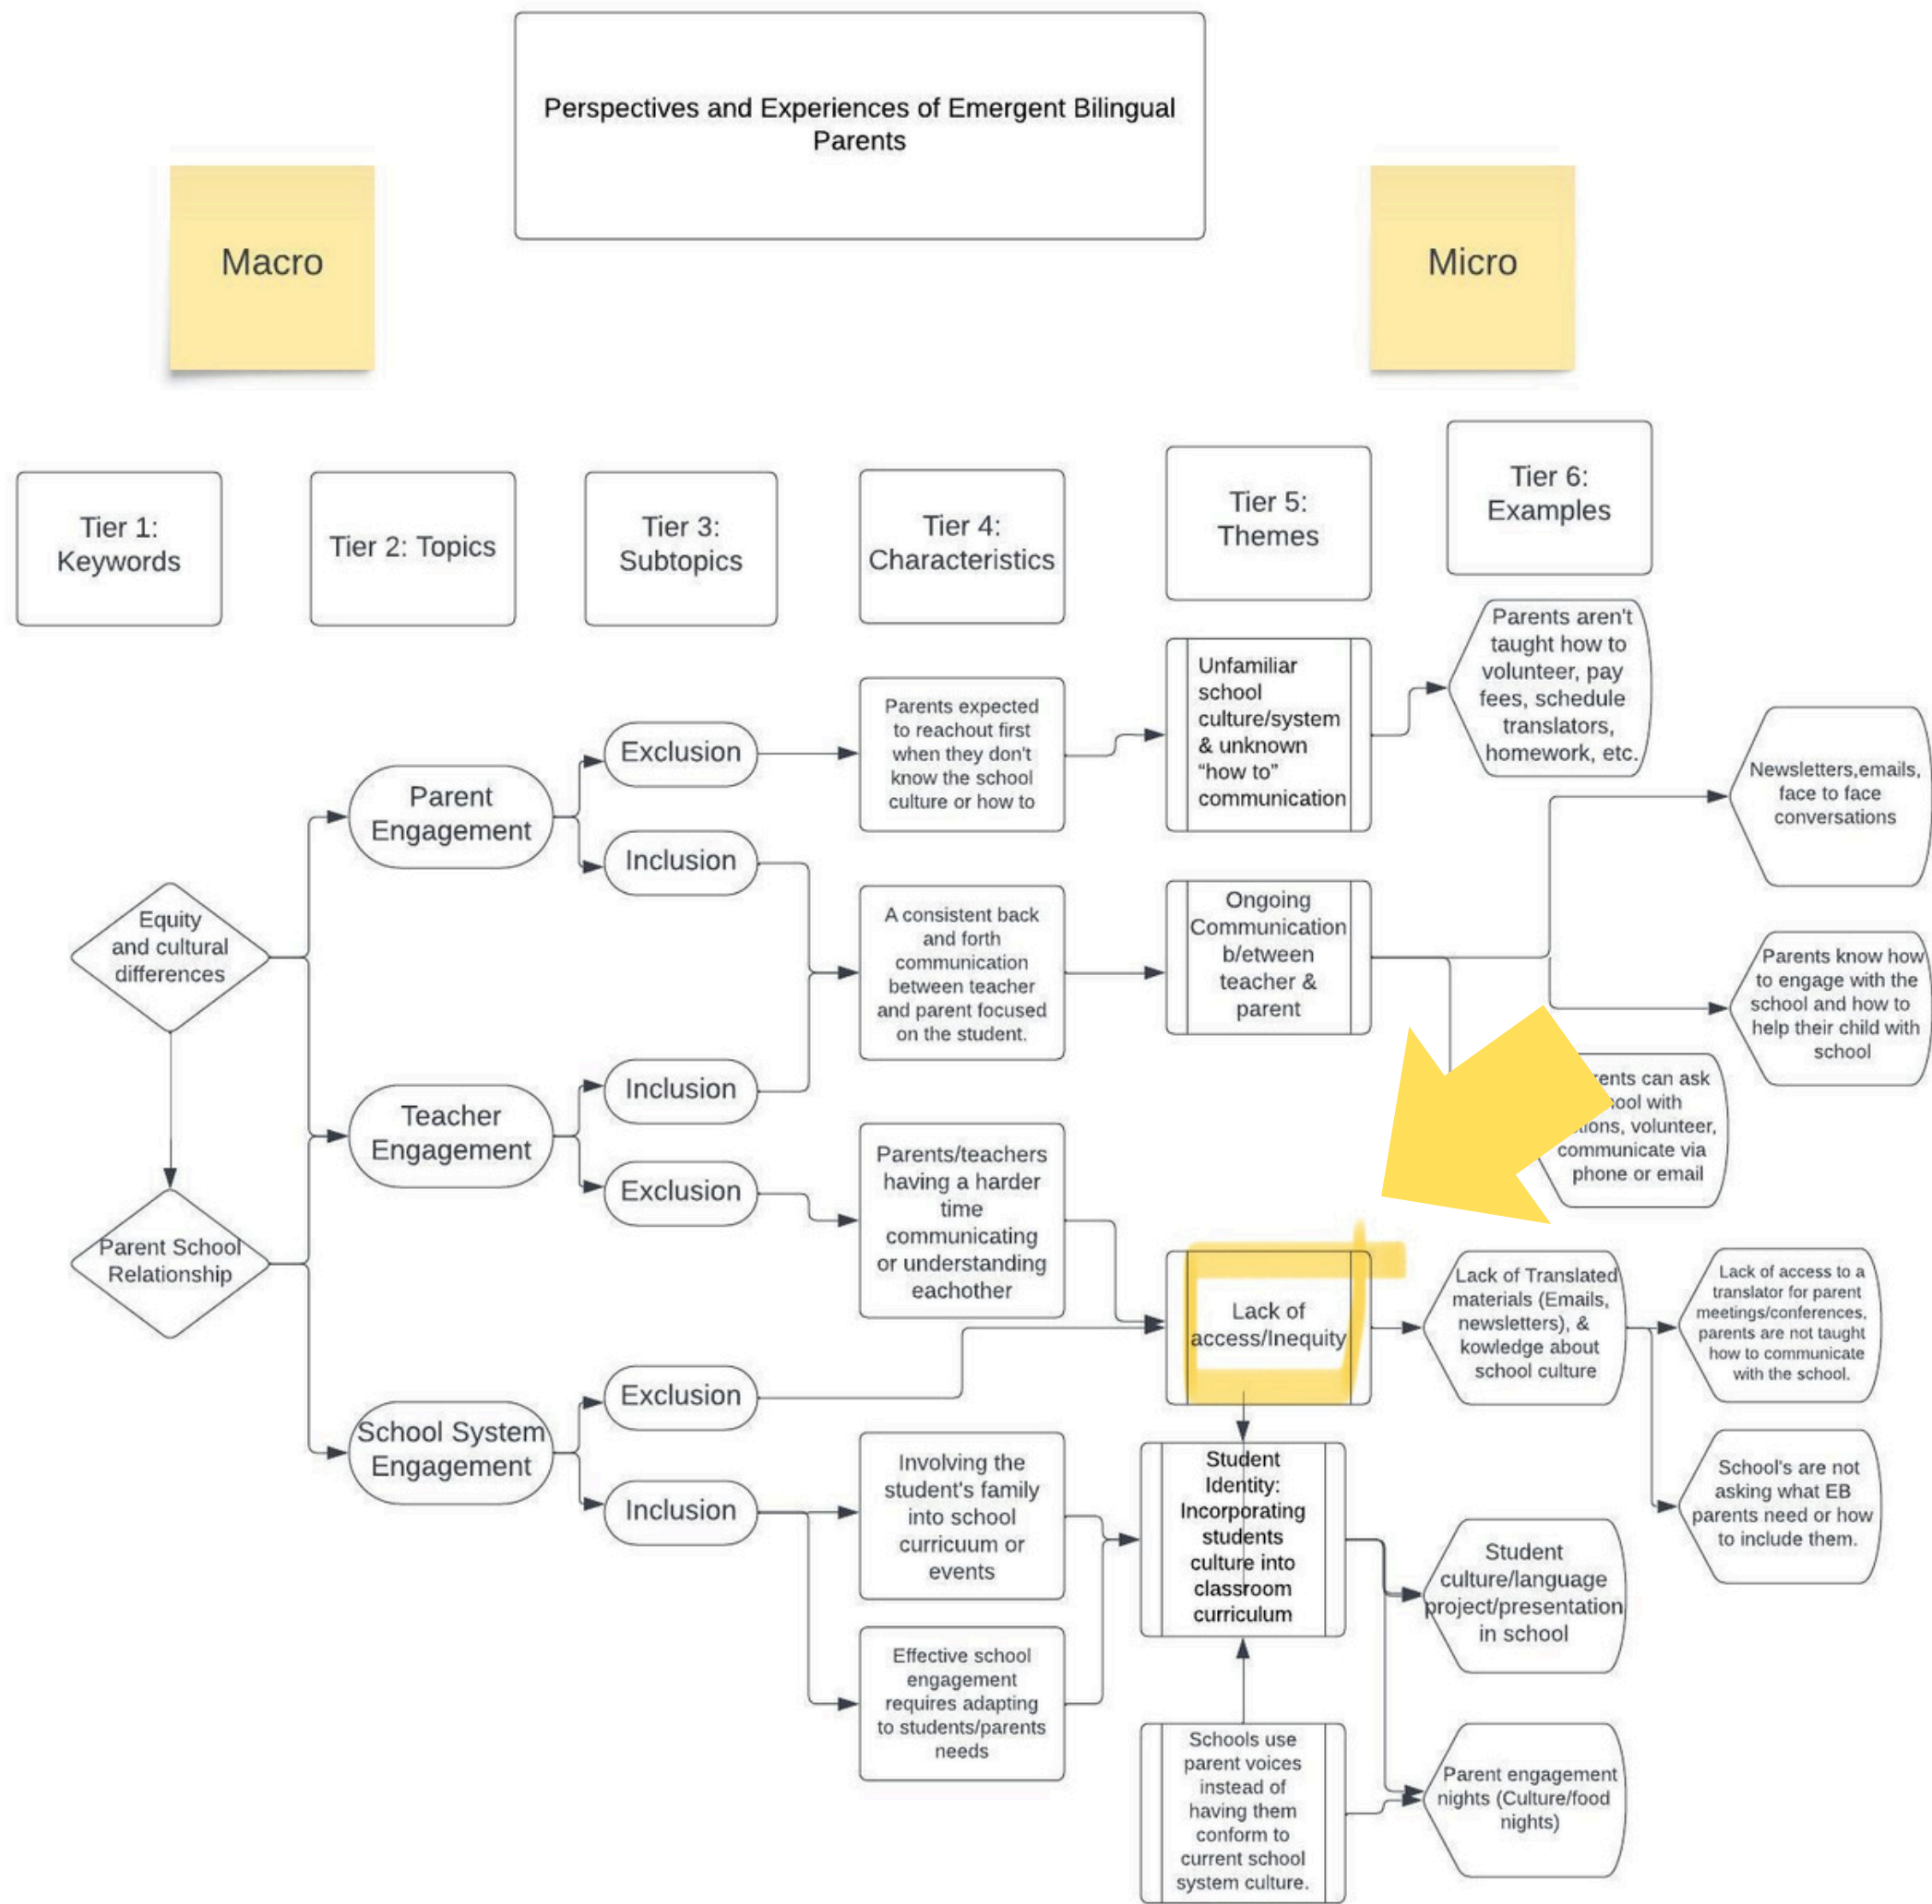 Perspectives and Experiences of Emergent Bilingual
Parents
Macro
Micro
Tier 1:
Keywords
Tier 2: Topics
Tier 3:
Subtopics
Tier 4:
Characteristics
Tier 5:
Themes
Tier 6:
Examples
Equity
and cultural
differences
Parent School
Relationship
Parent
Engagement
Teacher
Engagement
School System
Engagement
Exclusion
Inclusion
Inclusion
Exclusion
Exclusion
Inclusion
Parents expected
to reachout first
when they don't
know the school
culture or how to
A consistent back
and forth
communication
between teacher
and parent focused
on the student.
Parents/teachers
having a harder
time
communicating
or understanding
eachother
Involving the
student's family
into school
curricuum or
events
Effective school
engagement
requires adapting
to students/parents
needs
Unfamiliar
school
culture/system
& unknown
“how to”
communication
Ongoing
Communication
b/etween
teacher &
parent
Lack of
access/Inequity
Student
Identity:
Incorporating
students
culture into
classroom
curriculum
Schools use
parent voices
instead of
having them
conform to
current school
system culture.
Parents aren't
taught how to
volunteer, pay
fees, schedule
translators,
homework, etc.
Newsletters,emails,
face to face
conversations
Parents know how
to engage with the
school and how to
help their child with
school
can ask
with
volunteer,
communicate via
phone or email
Lack of Translated
materials (Emails,
newsletters), &
kowledge about
school culture
Lack of access to a
translator for parent
meetings/conferences,
parents are not taught
how to communicate
with the school.
School's are not
asking what EB
parents need or how
to include them.
Student
culture/language
project/presentation
in school
Parent engagement
nights (Culture/food
nights)